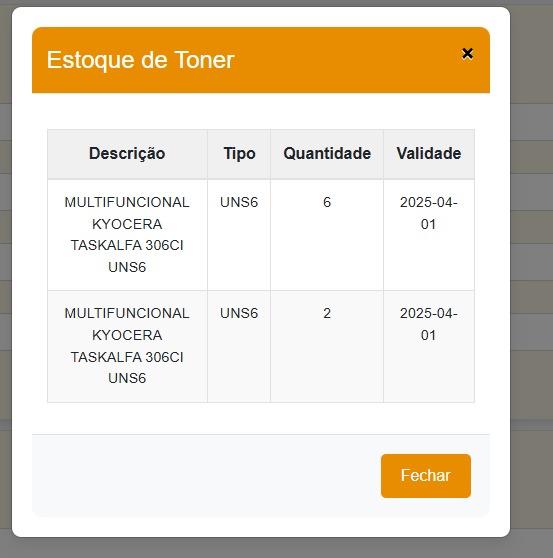 Estoque de Toner
×
Descrição Tipo Quantidade Validade
MULTIFUNCIONAL UNS6 6 2025-04-
KYOCERA 01
TASKALFA 306CI
UNS6
MULTIFUNCIONAL UNS6 2 2025-04-
KYOCERA 01
TASKALFA 306CI
UNS6
Fechar